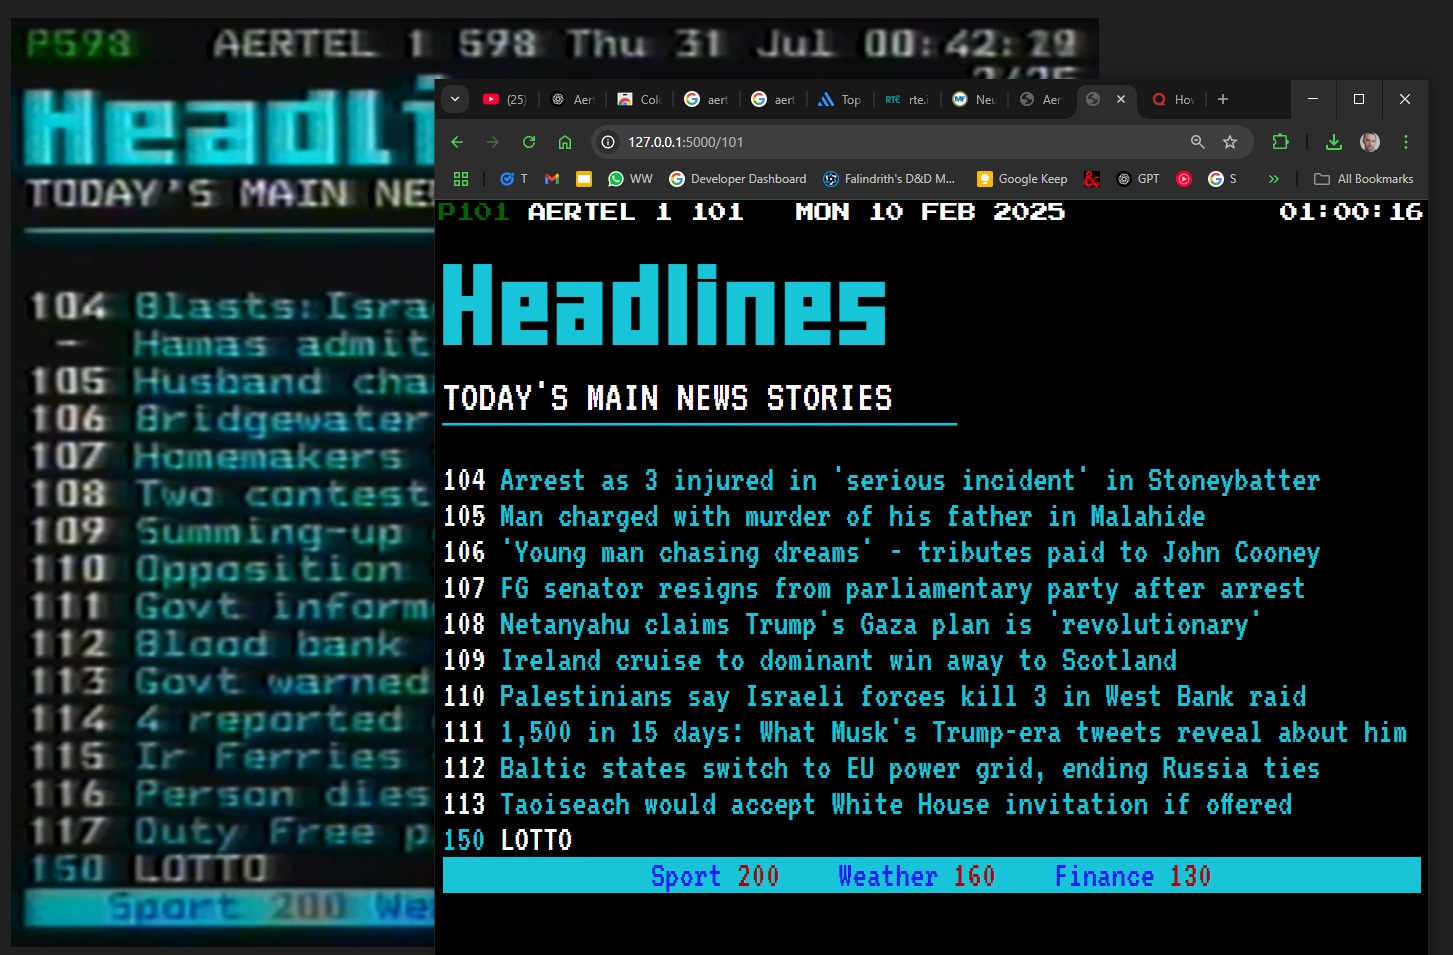 P598 AERTEL 1 598 Thu 31 Jul 00:42:29
Headli
TODAY'S MAIN NE
104 Blasts:Isra
- Hamas admit
105 Husband cha
106 Bridgewater
107 Homemakers
108 Two contest
109 Summing-up
110 Opposition
111 Govt inform
112 Blood bank
113 Govt warned
114 4 reported
115 Ir Ferries
116 Person dies
117 Duty Free p
150 LOTTO
Sport 200 We
(25) Aer Col aert aert Top RTÉ rte.i Neu Aer Ho
127.0.0.1:5000/101
T WW Developer Dashboard Falindrith's D&D M... Google Keep GPT S All Bookmarks
P101 AERTEL 1 101 MON 10 FEB 2025 01:00:16
Headlines
TODAY'S MAIN NEWS STORIES
104 Arrest as 3 injured in 'serious incident' in Stoneybatter
105 Man charged with murder of his father in Malahide
106 'Young man chasing dreams' - tributes paid to John Cooney
107 FG senator resigns from parliamentary party after arrest
108 Netanyahu claims Trump's Gaza plan is 'revolutionary'
109 Ireland cruise to dominant win away to Scotland
110 Palestinians say Israeli forces kill 3 in West Bank raid
111 1,500 in 15 days: What Musk's Trump-era tweets reveal about him
112 Baltic states switch to EU power grid, ending Russia ties
113 Taoiseach would accept White House invitation if offered
150 LOTTO
Sport 200 Weather 160 Finance 130